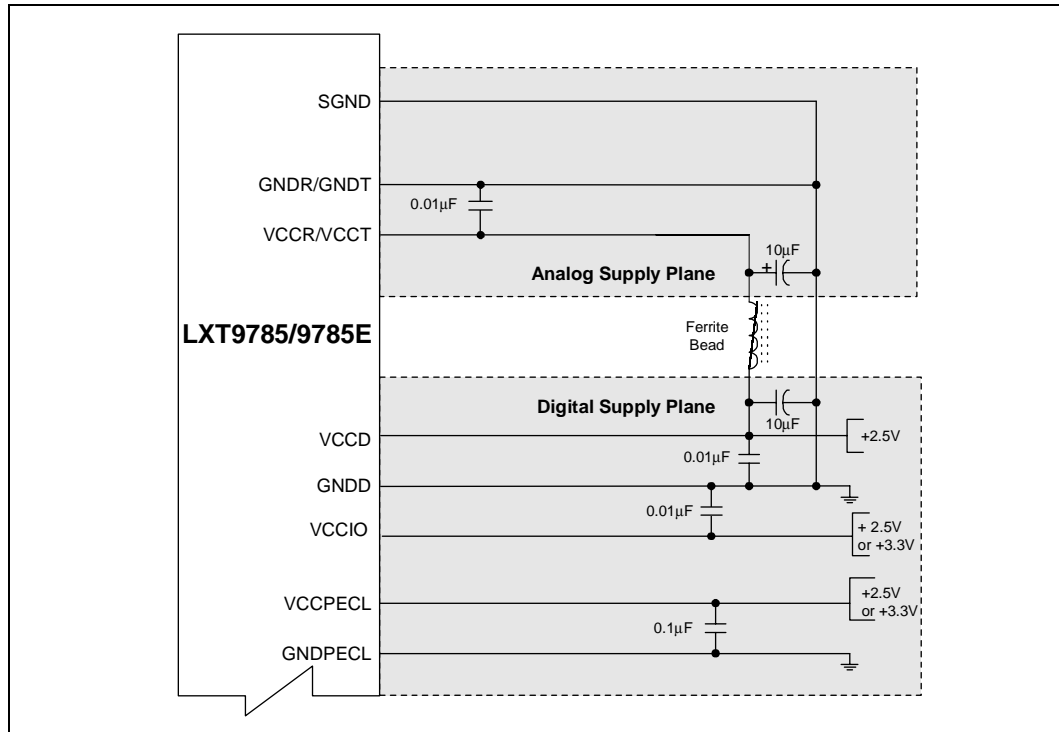 SGND
GNDR/GNDT
0.01µF
VCCR/VCCT
10µF
+
Analog Supply Plane
LXT9785/9785E
Ferrite
Bead
Digital Supply Plane
10µF
VCCD
+2.5V
0.01µF
GNDD
0.01µF
VCCIO
+ 2.5V
or +3.3V
VCCPECL
+2.5V
or +3.3V
0.1µF
GNDPECL